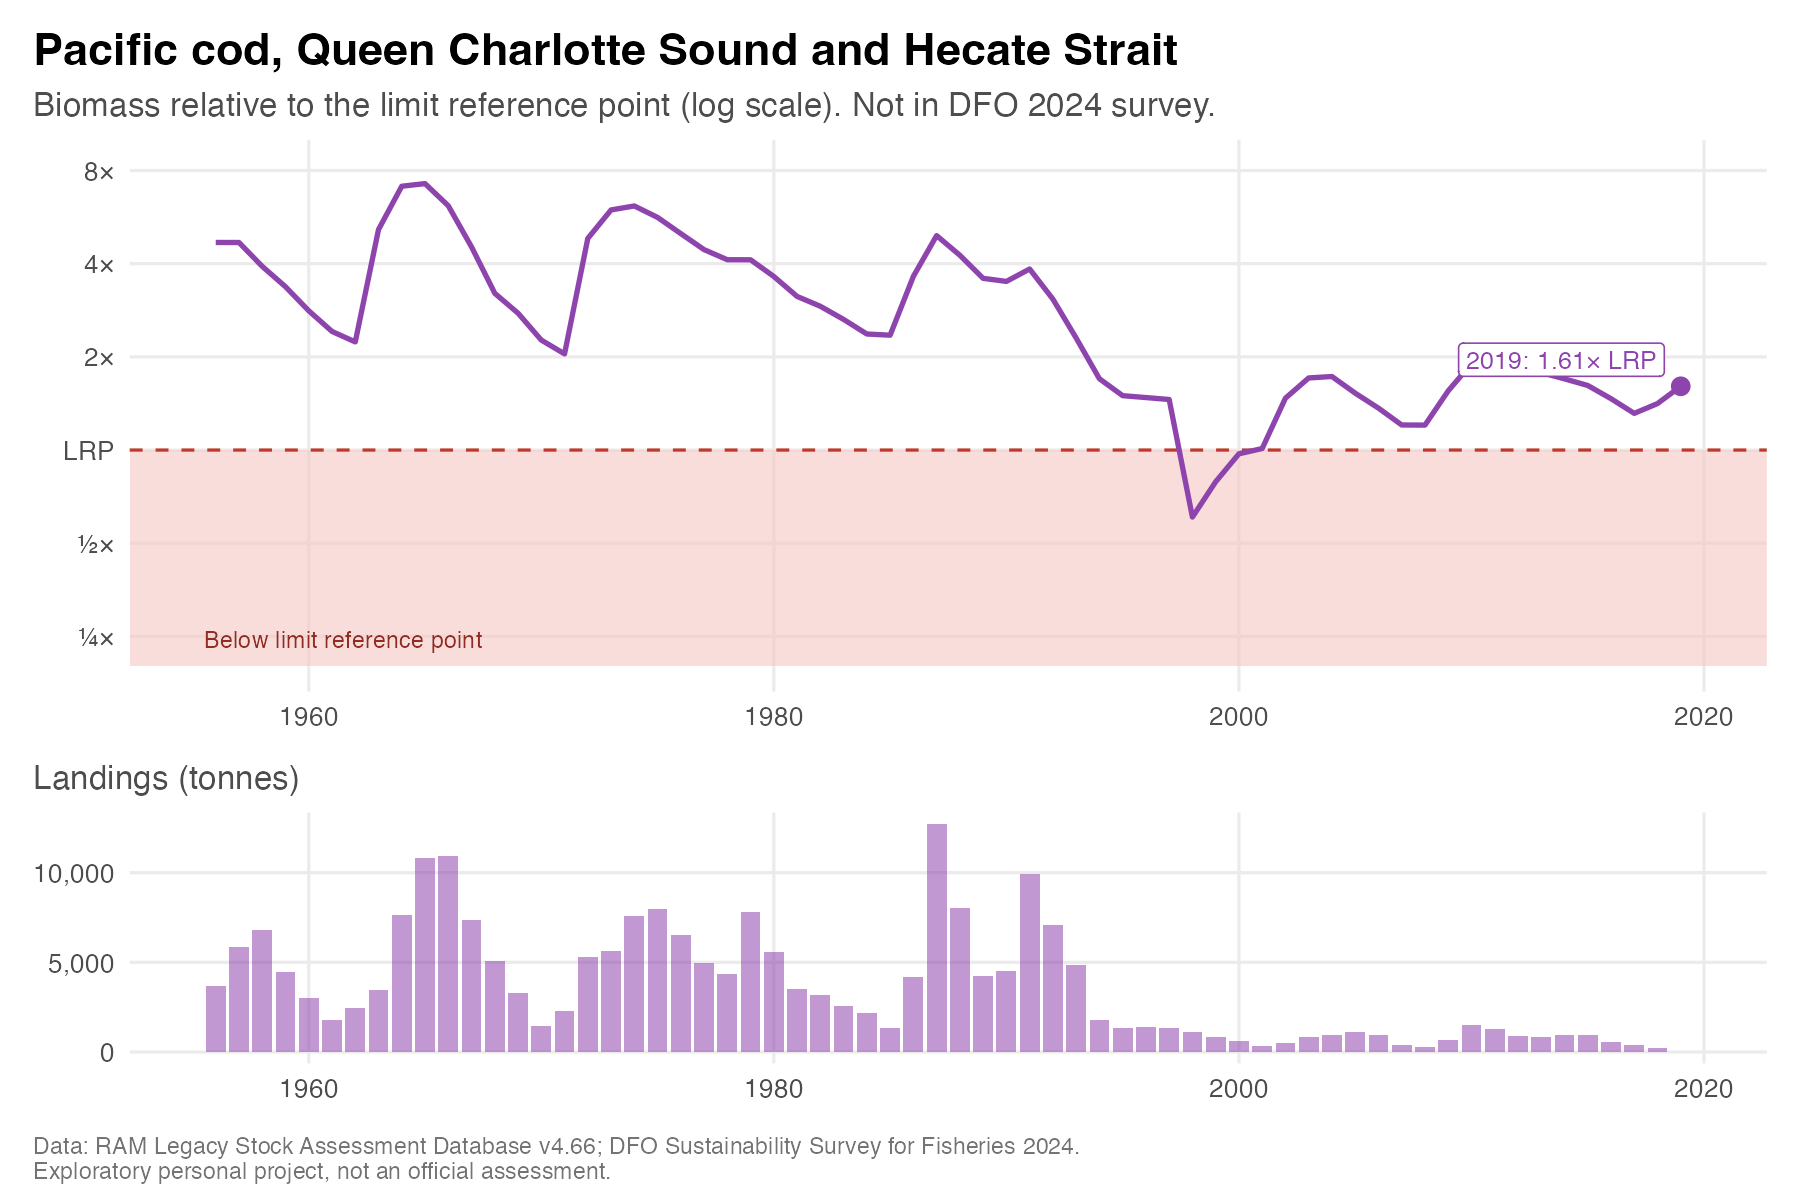 Pacific cod, Queen Charlotte Sound and Hecate Strait
Biomass relative to the limit reference point (log scale). Not in DFO 2024 survey.
8×
4×
2×
2019: 1.61× LRP
LRP
½×
¼×
Below limit reference point
1960
1980
2000
2020
Landings (tonnes)
10,000
5,000
0
1960
1980
2000
2020
Data: RAM Legacy Stock Assessment Database v4.66; DFO Sustainability Survey for Fisheries 2024.
Exploratory personal project, not an official assessment.